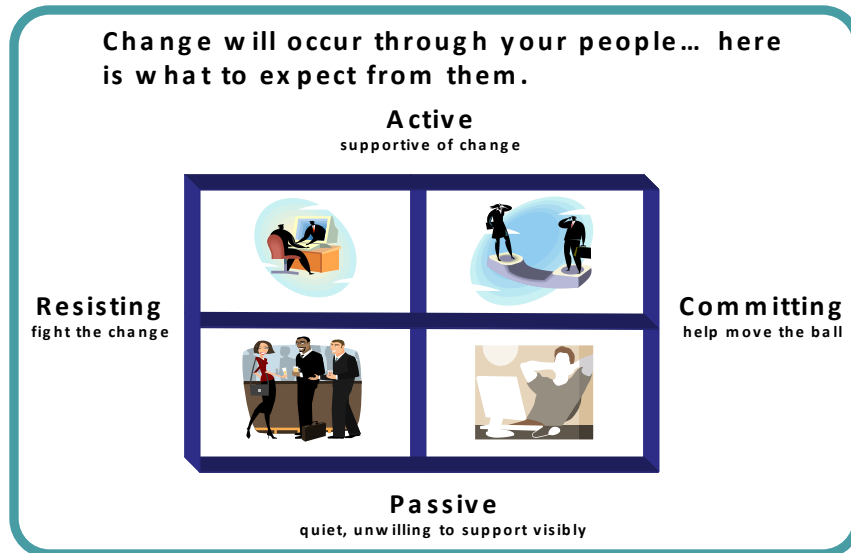 Change will occur through your people… here
is what to expect from them.
Active
supportive of change
Resisting
fight the change
Committing
help move the ball
Passive
quiet, unwilling to support visibly